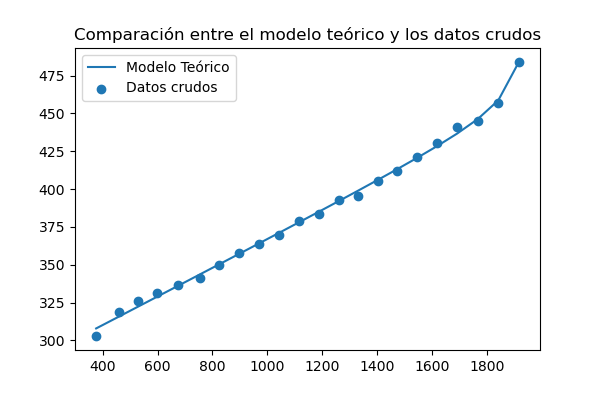 Comparación entre el modelo teórico y los datos crudos
Modelo Teórico
Datos crudos
475
450
425
400
375
350
325
300
400 600 800 1000 1200 1400 1600 1800